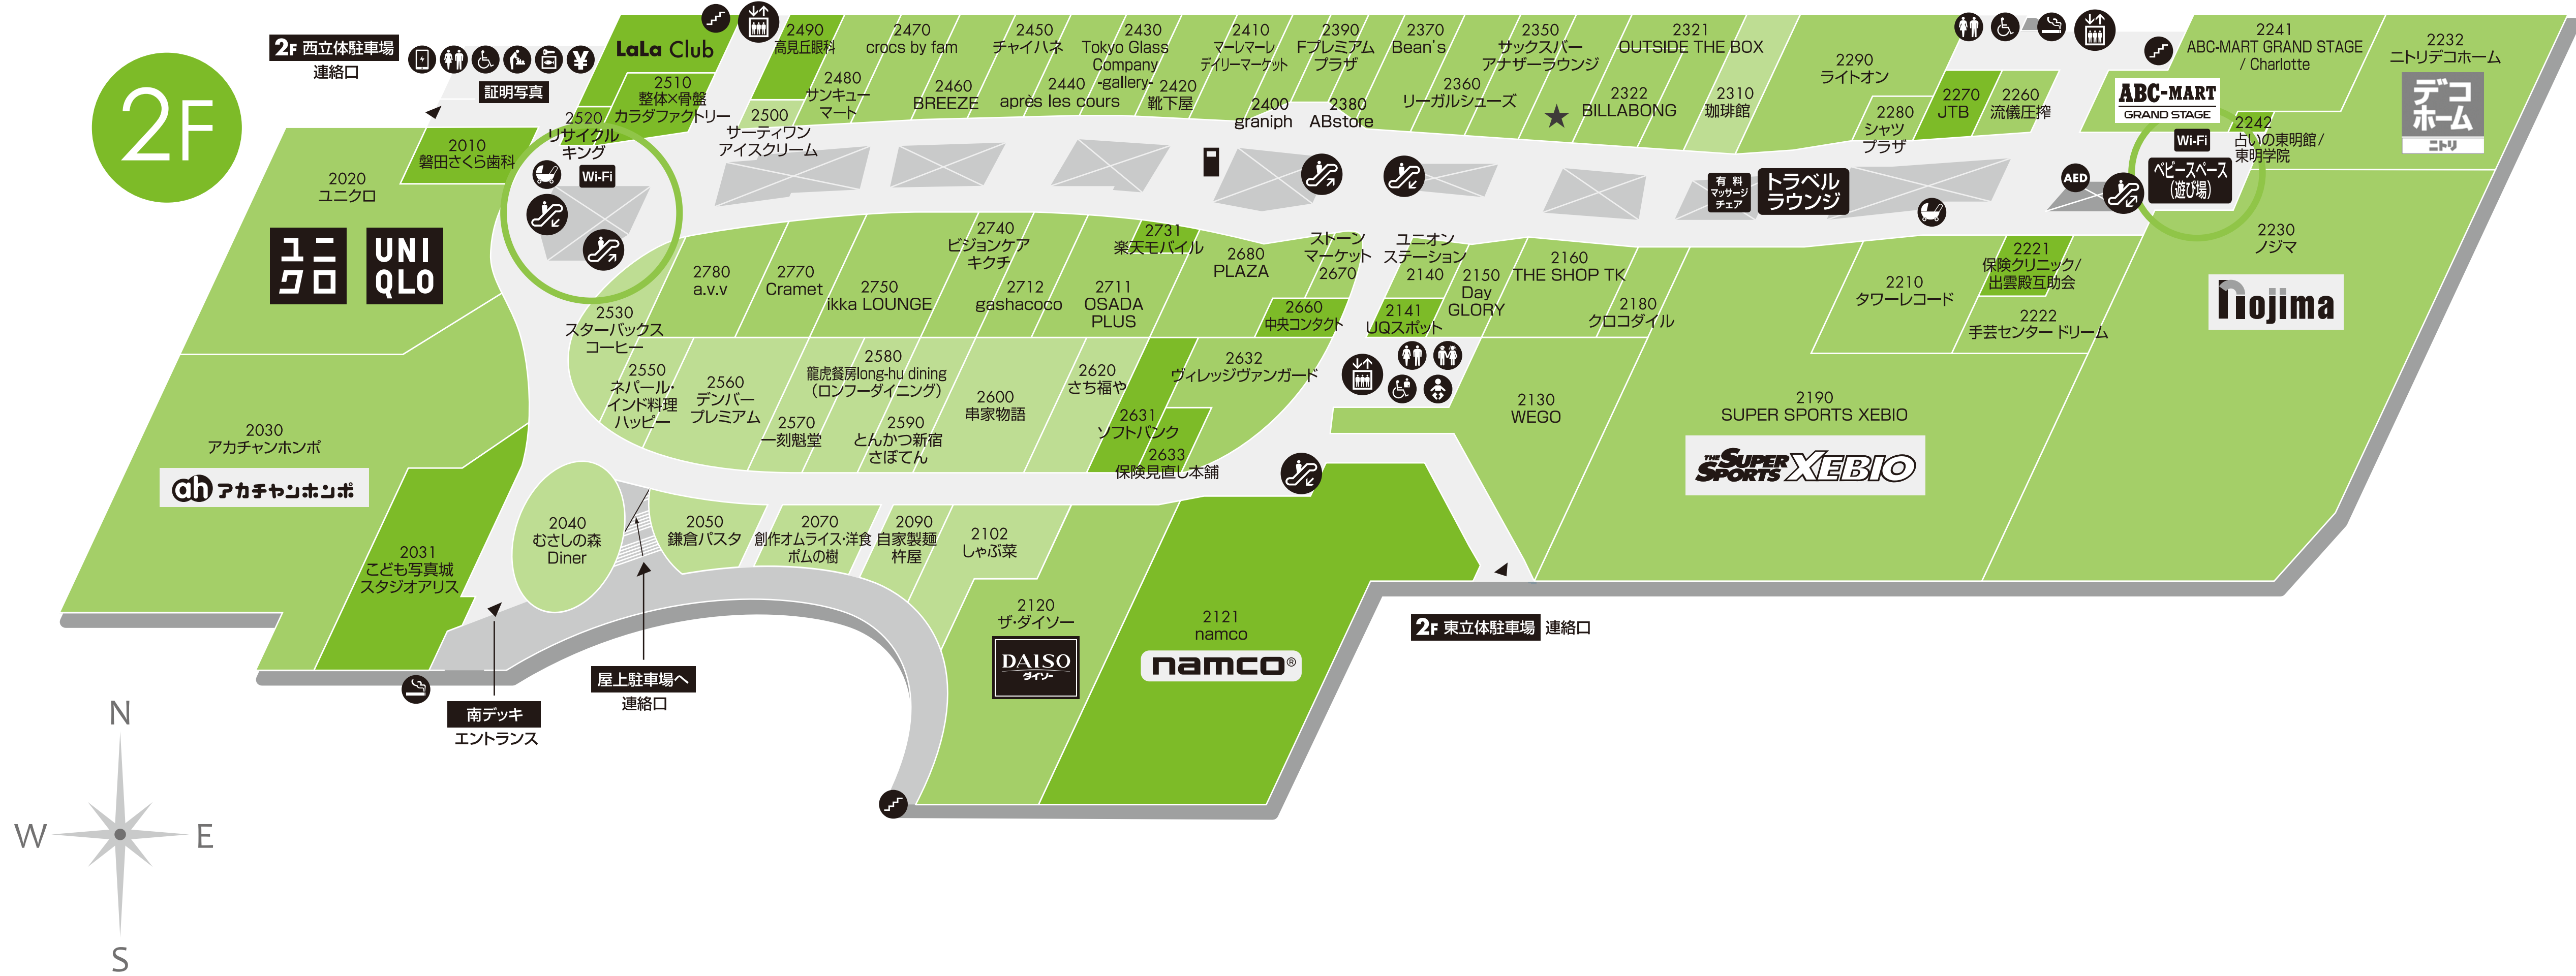 2F
2F 西立体駐車場
連絡口
証明写真
¥
LaLa Club
2510
整体×骨盤
カラダファクトリー
2520
リサイクル
キング
2010
磐田さくら歯科
2020
ユニクロ
ユニ
クロ
UNI
QLO
Wi-Fi
2490
高見丘眼科
2480
サンキュー
マート
2500
サーティワン
アイスクリーム
2470
crocs by fam
2460
BREEZE
2450
チャイハネ
2440
après les cours
2430
Tokyo Glass
Company
-gallery-
2420
靴下屋
2410
マーレマーレ
デイリーマーケット
2400
graniph
2390
Fプレミアム
プラザ
2380
ABstore
2370
Bean's
2360
リーガルシューズ
2350
サックスバー
アナザーラウンジ
2322
BILLABONG
2321
OUTSIDE THE BOX
2310
珈琲館
2290
ライトオン
2280
シャツ
プラザ
2270
JTB
2260
流儀圧搾
2241
ABC-MART GRAND STAGE
/ Charlotte
ABC-MART
GRAND STAGE
2232
ニトリデコホーム
デコ
ホーム
ニトリ
2242
占いの東明館/
東明学院
Wi-Fi
ベビースペース
(遊び場)
AED
有料
マッサージ
チェア
トラベル
ラウンジ
2230
ノジマ
nojima
2221
保険クリニック/
出雲殿互助会
2210
タワーレコード
2222
手芸センター ドリーム
2190
SUPER SPORTS XEBIO
THE SUPER
SPORTS XEBIO
2180
クロコダイル
2160
THE SHOP TK
2150
Day
GLORY
ユニオン
ステーション
2140
2141
UQスポット
2130
WEGO
ストーン
マーケット
2670
2660
中央コンタクト
2680
PLAZA
2731
楽天モバイル
2711
OSADA
PLUS
2712
gashacoco
2740
ビジョンケア
キクチ
2750
ikka LOUNGE
2770
Cramet
2780
a.v.v
2530
スターバックス
コーヒー
2550
ネパール・
インド料理
ハッピー
2560
デンバー
プレミアム
2570
一刻魁堂
2580
龍虎餐房long-hu dining
（ロンフーダイニング）
2590
とんかつ新宿
さぼてん
2600
串家物語
2620
さち福や
2631
ソフトバンク
2632
ヴィレッジヴァンガード
2633
保険見直し本舗
2030
アカチャンホンポ
ah アカチャンホンポ
2031
こども写真城
スタジオアリス
2040
むさしの森
Diner
2050
鎌倉パスタ
2070
創作オムライス・洋食
ポムの樹
2090
自家製麺
杵屋
2102
しゃぶ菜
2120
ザ・ダイソー
DAISO
ダイソー
2121
namco
namco®
2F 東立体駐車場 連絡口
屋上駐車場へ
連絡口
南デッキ
エントランス
N
W
E
S